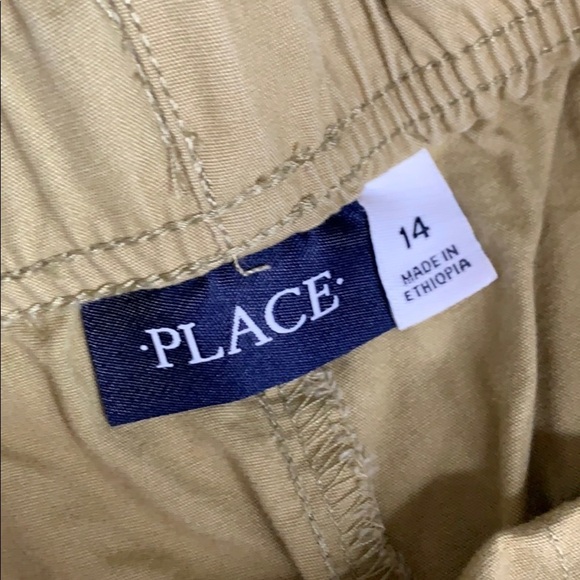 ·PLACE·
14
MADE IN
ETHIOPIA